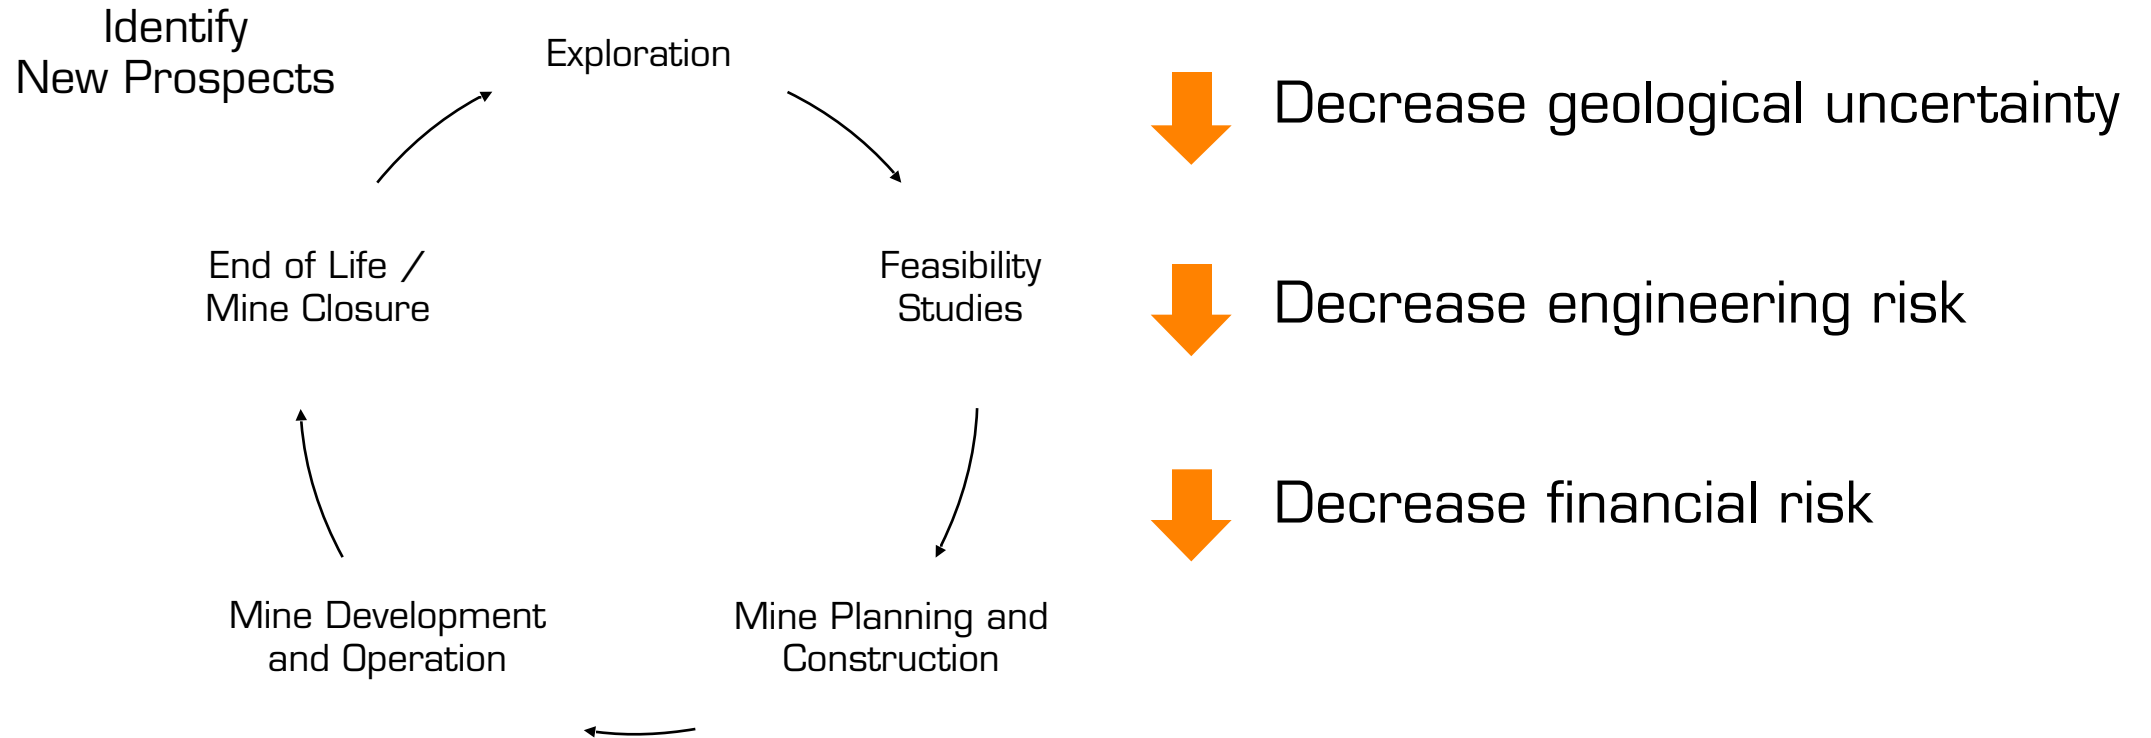 Identify
New Prospects
Exploration
Feasibility
Studies
Mine Planning and
Construction
Mine Development
and Operation
End of Life /
Mine Closure
Decrease geological uncertainty
Decrease engineering risk
Decrease financial risk